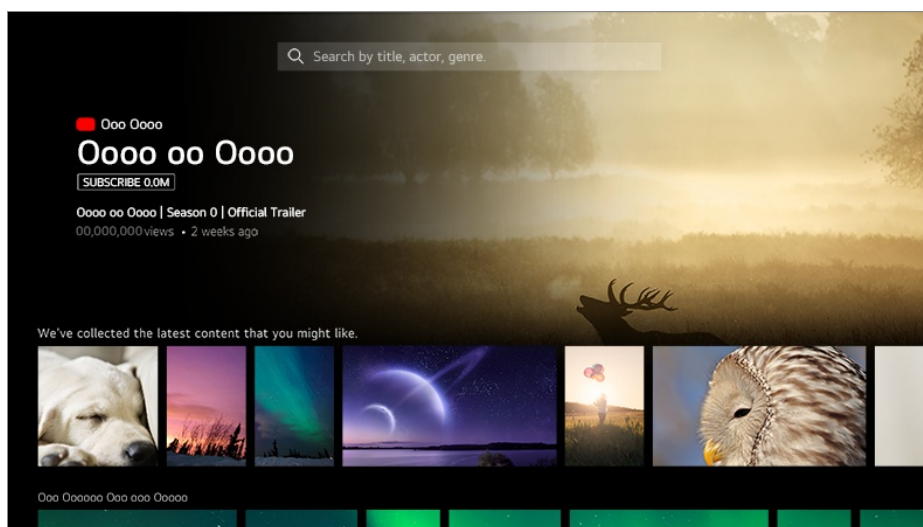 Search by title, actor, genre.
Ooo Oooo
Oooo oo Oooo
SUBSCRIBE 0.0M
Oooo oo Oooo | Season 0 | Official Trailer
00,000,000 views • 2 weeks ago
We've collected the latest content that you might like.
Ooo Oooooo Ooo ooo Ooooo